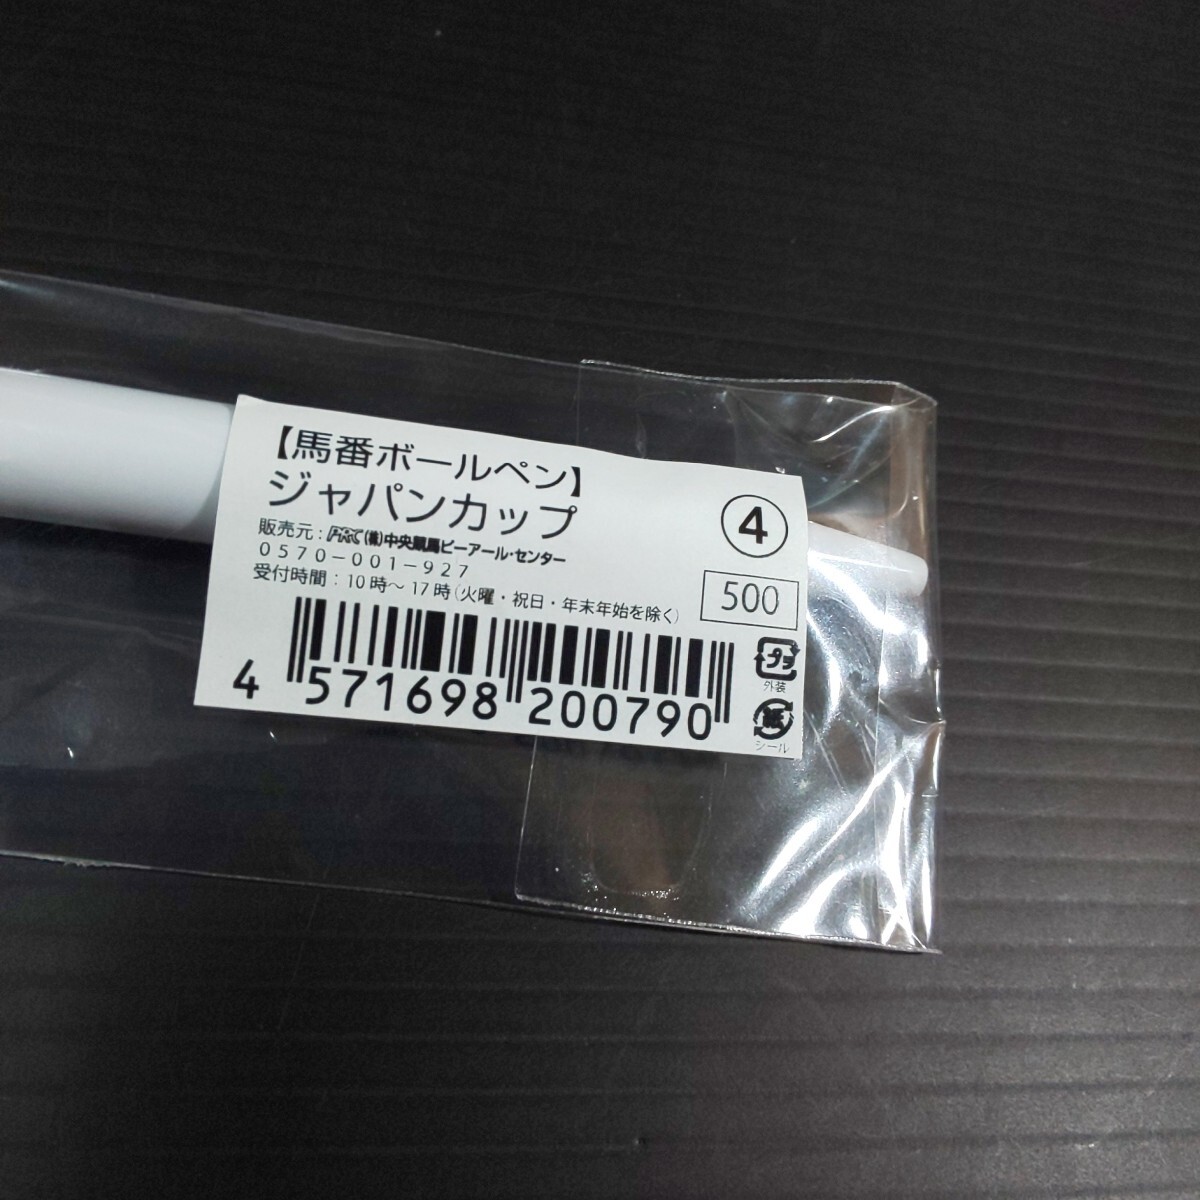 【馬番ボールペン】
ジャパンカップ
④
販売元：PRC (株)中央競馬ピーアール・センター
0570-001-927
受付時間：10時～17時(火曜・祝日・年末年始を除く)
500
4 571698 200790
プラ
外装
紙
シール